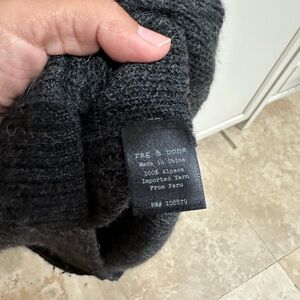 rag & bone
Made in China
100% Alpaca
Imported Yarn
From Peru
RN# 108579